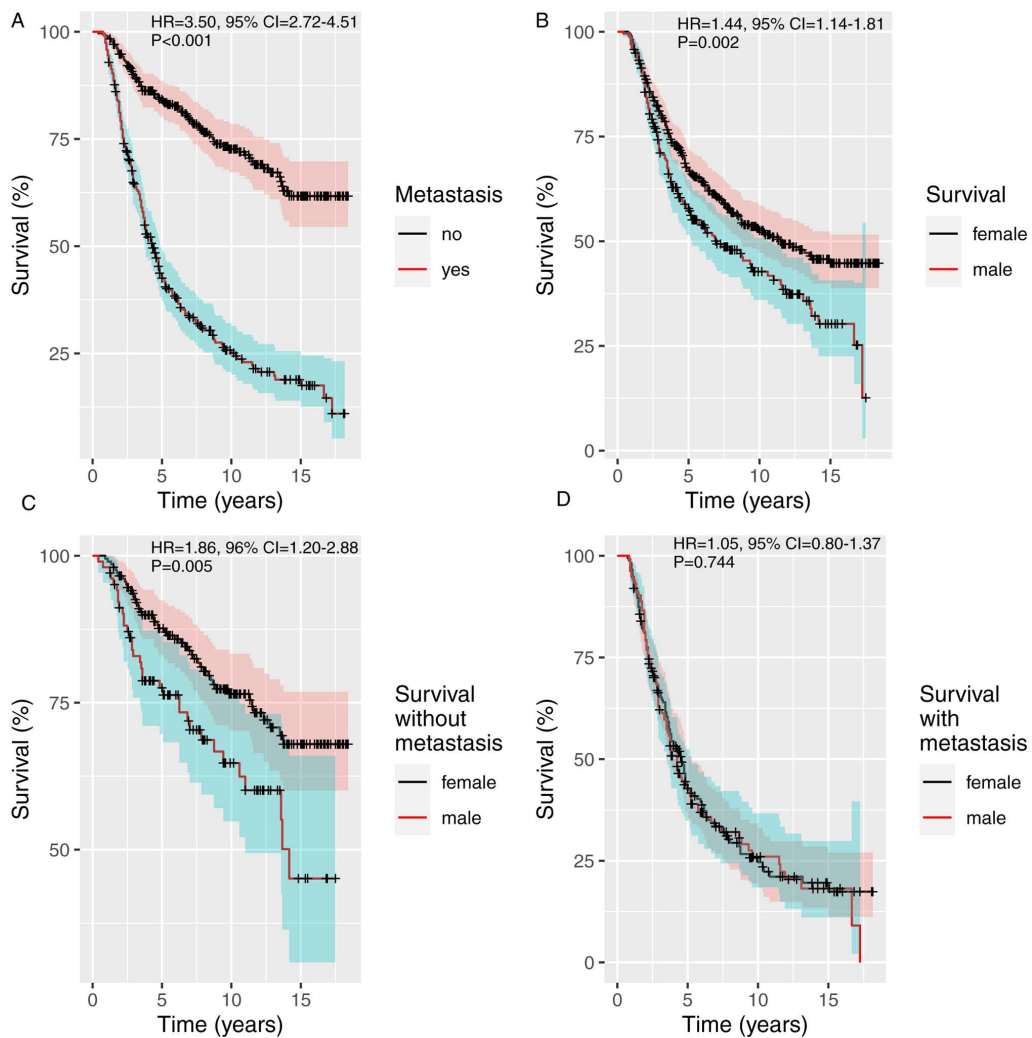 A
HR=3.50, 95% CI=2.72-4.51
P<0.001
100
75
50
25
Survival (%)
0
5
10
15
Time (years)
Metastasis
no
yes
B
HR=1.44, 95% CI=1.14-1.81
P=0.002
100
75
50
25
0
Survival (%)
0
5
10
15
Time (years)
Survival
female
male
C
HR=1.86, 96% CI=1.20-2.88
P=0.005
100
75
50
Survival (%)
0
5
10
15
Time (years)
Survival
without
metastasis
female
male
D
HR=1.05, 95% CI=0.80-1.37
P=0.744
100
75
50
25
0
Survival (%)
0
5
10
15
Time (years)
Survival
with
metastasis
female
male